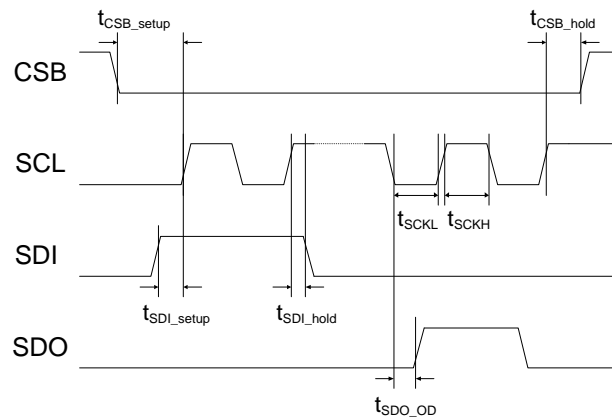 tCSB_setup
tCSB_hold
CSB
SCL
tSCKL
tSCKH
SDI
tSDI_setup
tSDI_hold
SDO
tSDO_OD